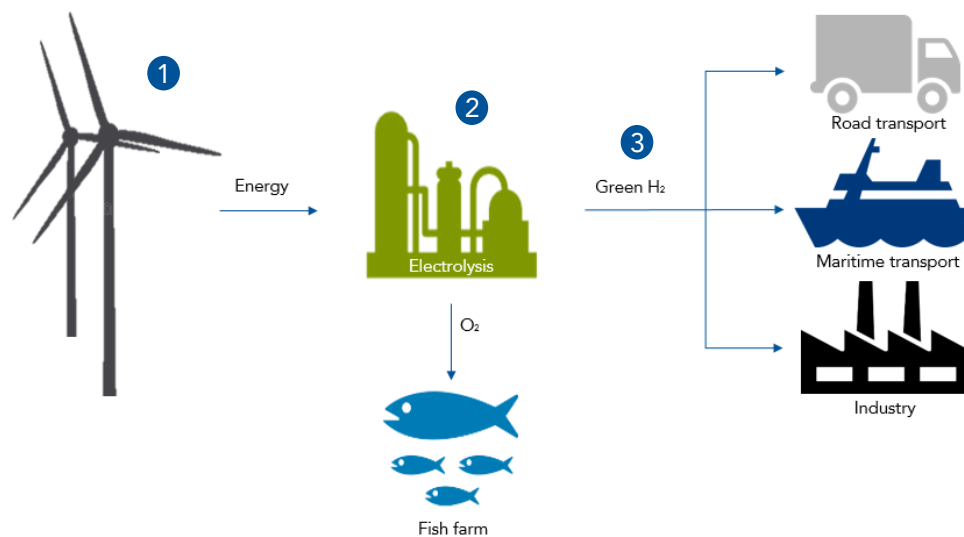 1
2
3
Energy
Electrolysis
Green H₂
O₂
Road transport
Maritime transport
Industry
Fish farm